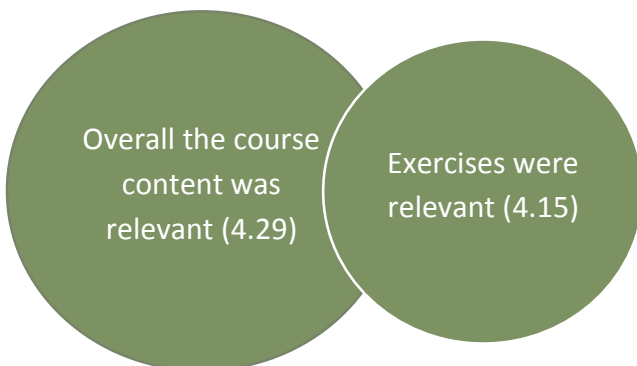 Overall the course
content was
relevant (4.29)
Exercises were
relevant (4.15)